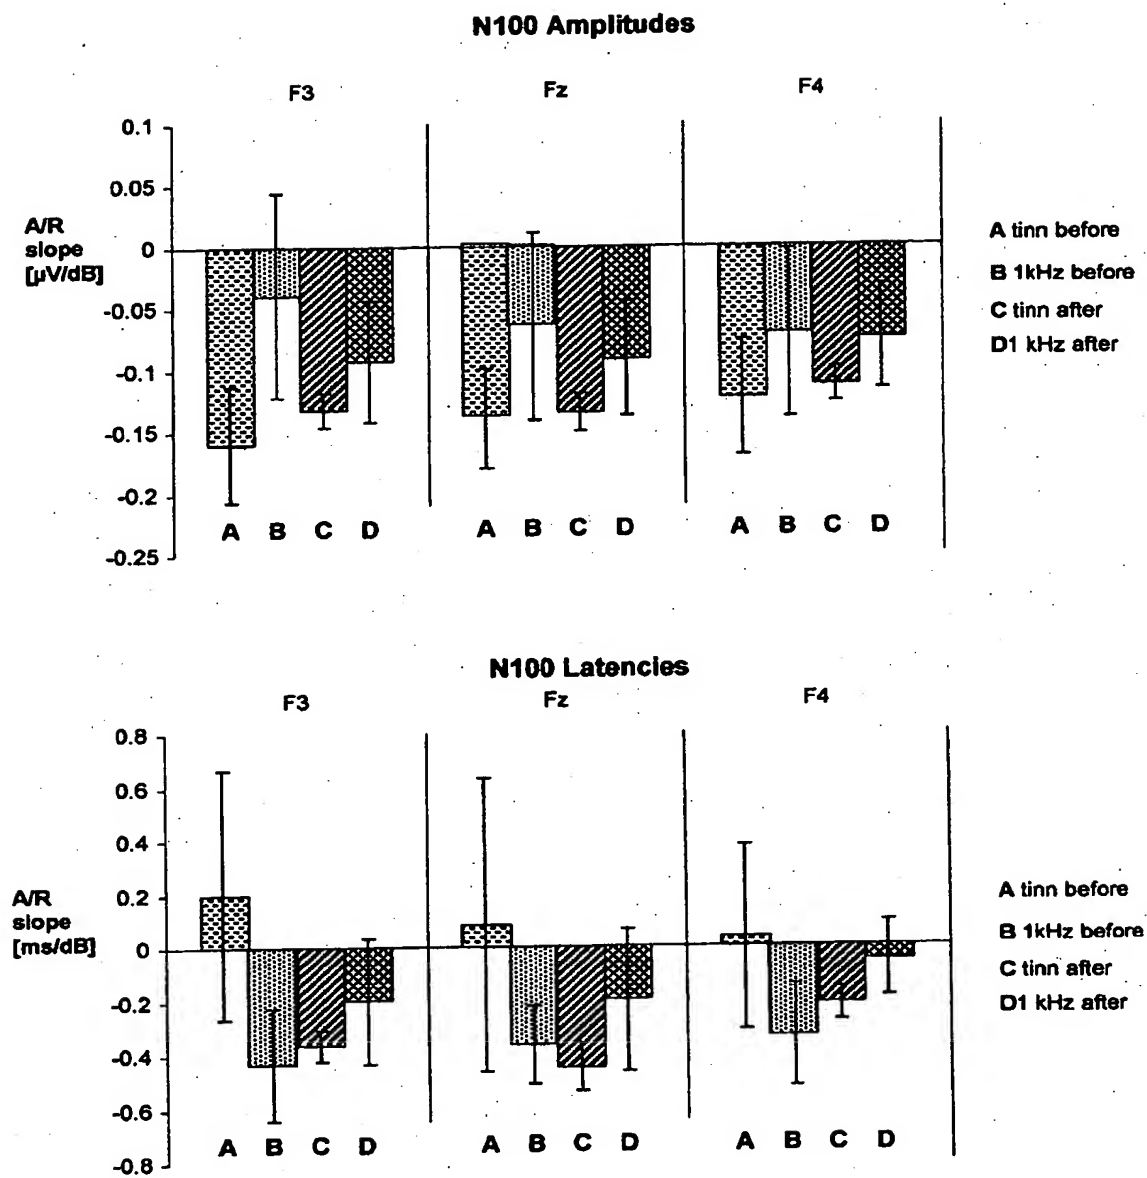 N100 Amplitudes
F3 Fz F4
0.1
0.05
0
-0.05
-0.1
-0.15
-0.2
-0.25
A/R
slope
[µV/dB]
A B C D A B C D A B C D
A tinn before
B 1kHz before
C tinn after
D1 kHz after
N100 Latencies
F3 Fz F4
0.8
0.6
0.4
0.2
0
-0.2
-0.4
-0.6
-0.8
A/R
slope
[ms/dB]
A B C D A B C D A B C D
A tinn before
B 1kHz before
C tinn after
D1 kHz after